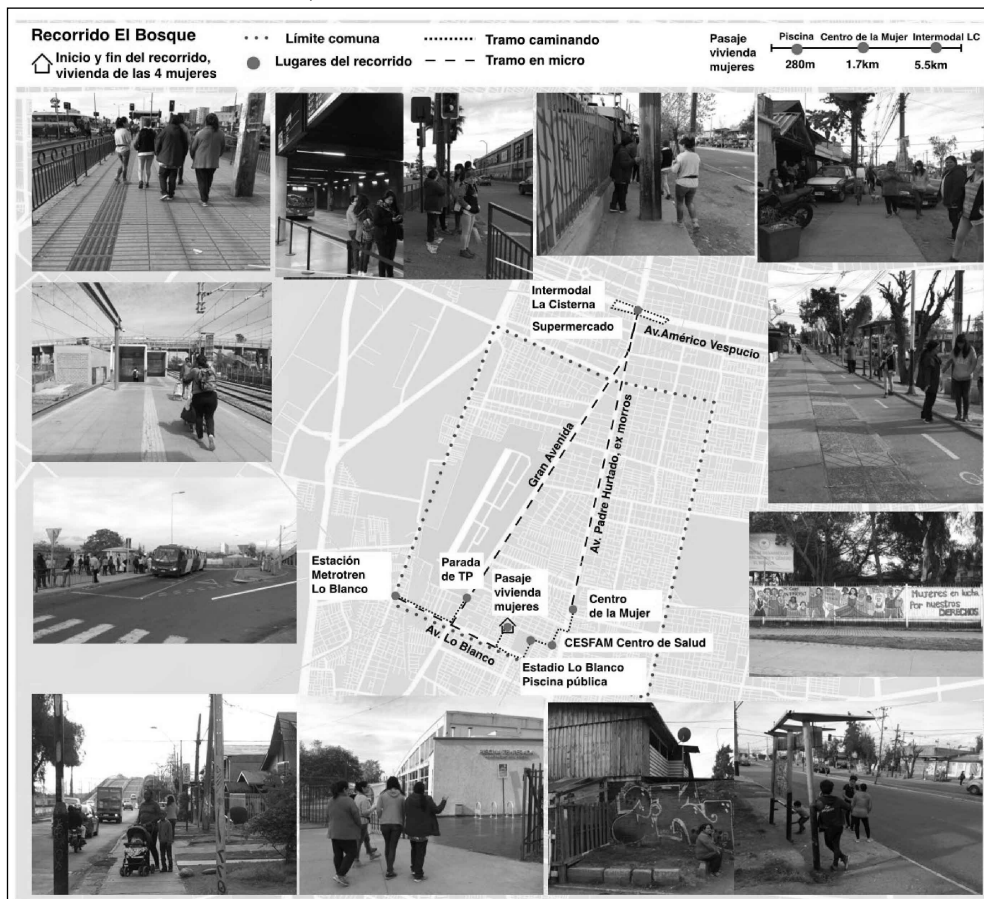 Recorrido El Bosque
Inicio y fin del recorrido,
vivienda de las 4 mujeres
Límite comuna
Lugares del recorrido
Tramo caminando
Tramo en micro
Pasaje
vivienda
mujeres
Piscina
Centro de la Mujer
Intermodal LC
280m
1.7km
5.5km
Intermodal
La Cisterna
Supermercado
Av.Américo Vespucio
Gran Avenida
Av. Padre Hurtado, ex morros
Estación
Metrotren
Lo Blanco
Parada
de TP
Pasaje
vivienda
mujeres
Centro
de la Mujer
Av. Lo Blanco
CESFAM Centro de Salud
Estadio Lo Blanco
Piscina pública
Mujeres en lucha
Por nuestros
DERECHOS